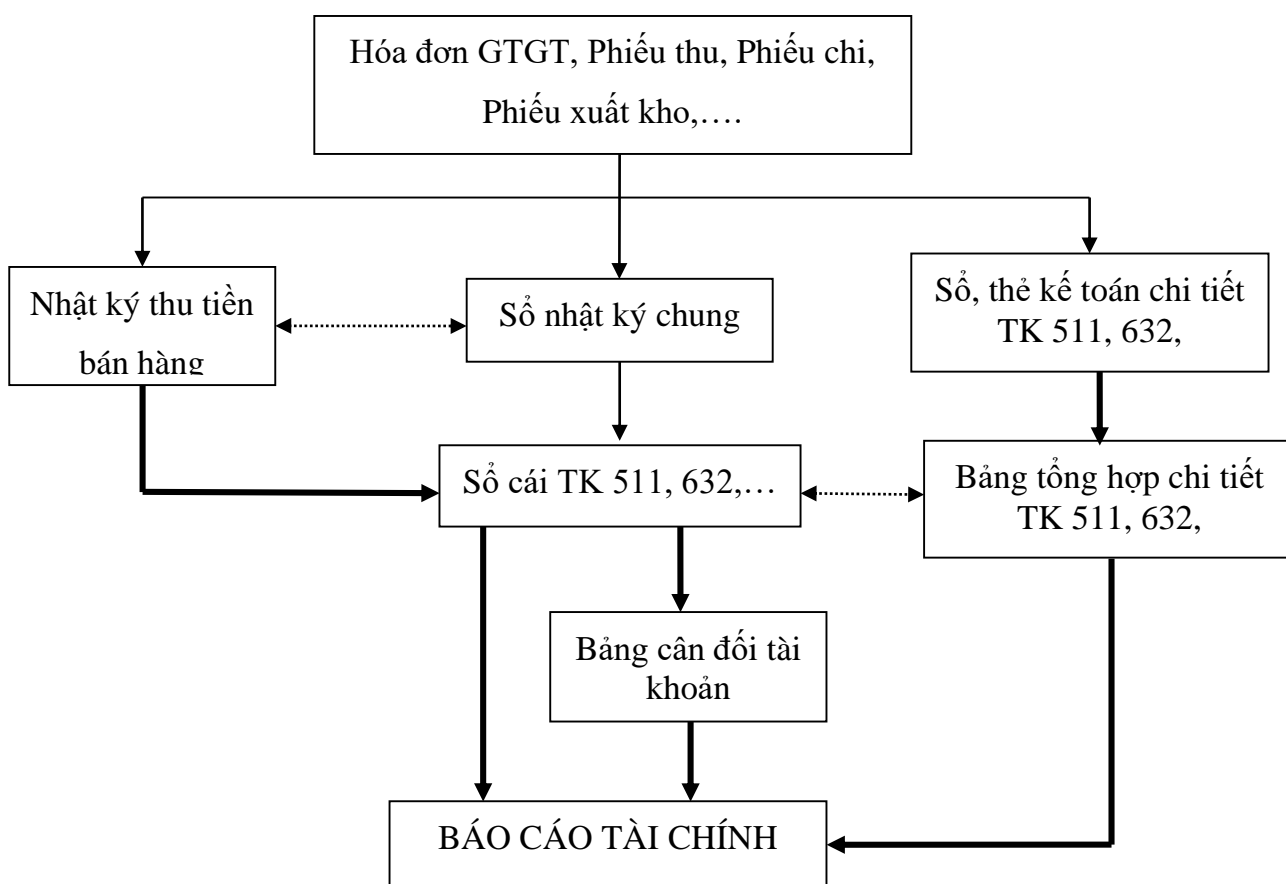 Hóa đơn GTGT, Phiếu thu, Phiếu chi,
Phiếu xuất kho,….
Nhật ký thu tiền
bán hàng
Sổ nhật ký chung
Sổ, thẻ kế toán chi tiết
TK 511, 632,
Sổ cái TK 511, 632,…
Bảng tổng hợp chi tiết
TK 511, 632,
Bảng cân đối tài
khoản
BÁO CÁO TÀI CHÍNH